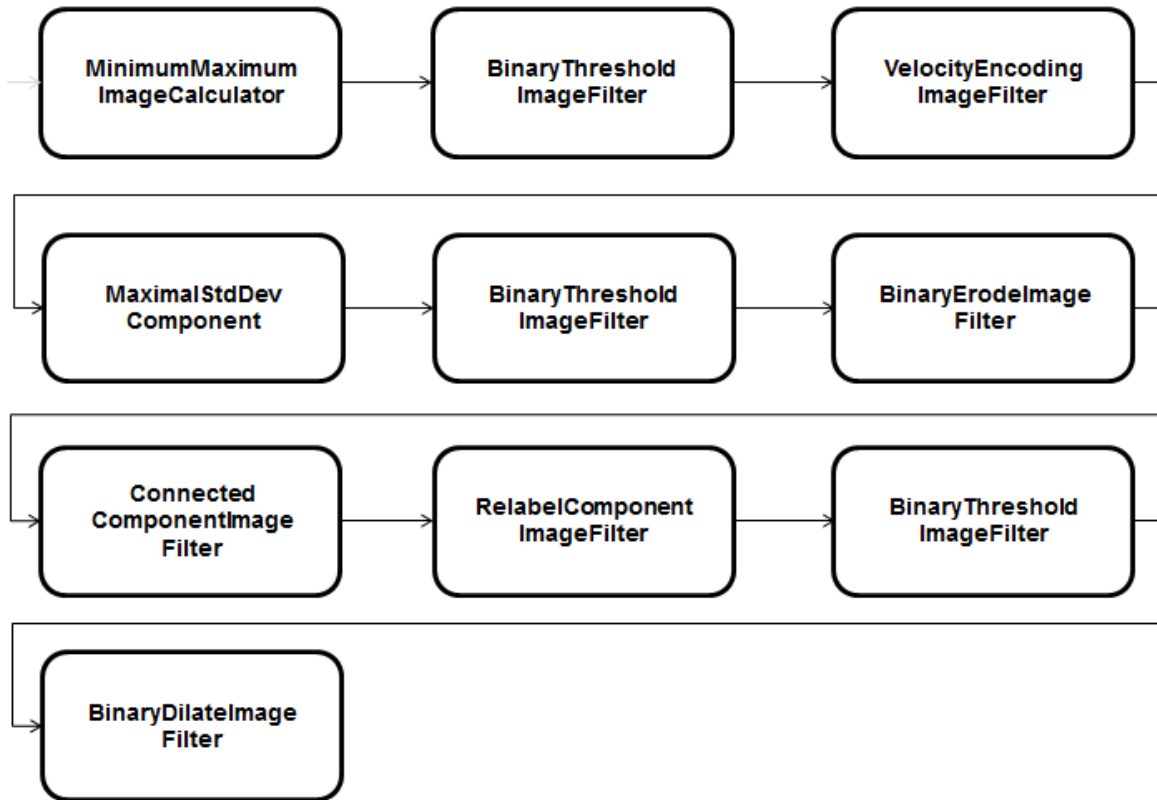 MinimumMaximum
ImageCalculator
BinaryThreshold
ImageFilter
VelocityEncoding
ImageFilter
MaximalStdDev
Component
BinaryThreshold
ImageFilter
BinaryErodeImage
Filter
Connected
ComponentImage
Filter
RelabelComponent
ImageFilter
BinaryThreshold
ImageFilter
BinaryDilateImage
Filter